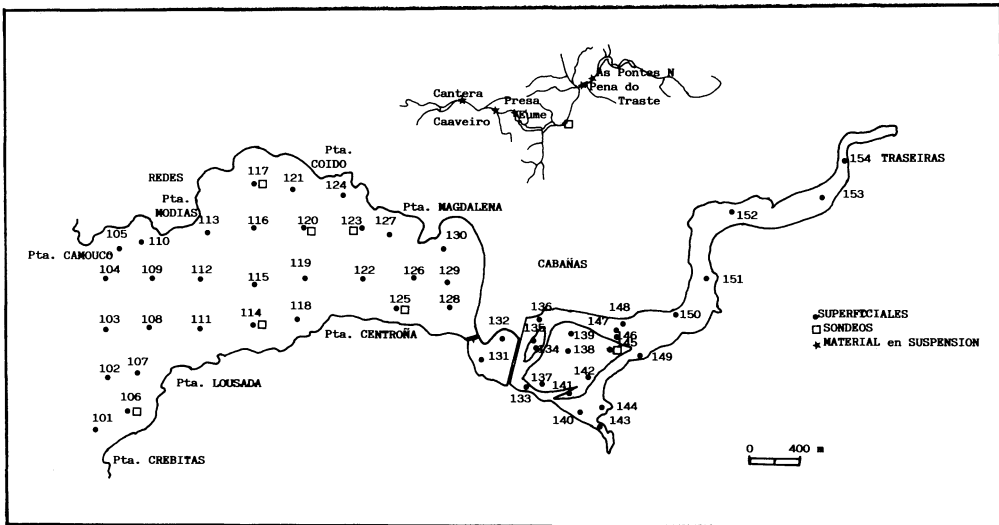 As Pontes N
Pena do
Traste
Cantera
Presa
Eume
Caaveiro
Pta.
COIDO
117
121
124
REDES
Pta.
MODIAS
Pta. MAGDALENA
154 TRASEIRAS
153
152
113
116
120
123
127
130
105
110
Pta. CAMOUCO
CABAÑAS
104
109
112
115
119
122
126
129
151
103
108
111
114
118
125
128
Pta. CENTROÑA
132
131
136
135
134
139
138
147
148
146
145
150
149
SUPERFICIALES
SONDEOS
MATERIAL en SUSPENSION
102
107
Pta. LOUSADA
106
101
137
133
141
142
140
144
143
Pta. CREBITAS
0 400 m